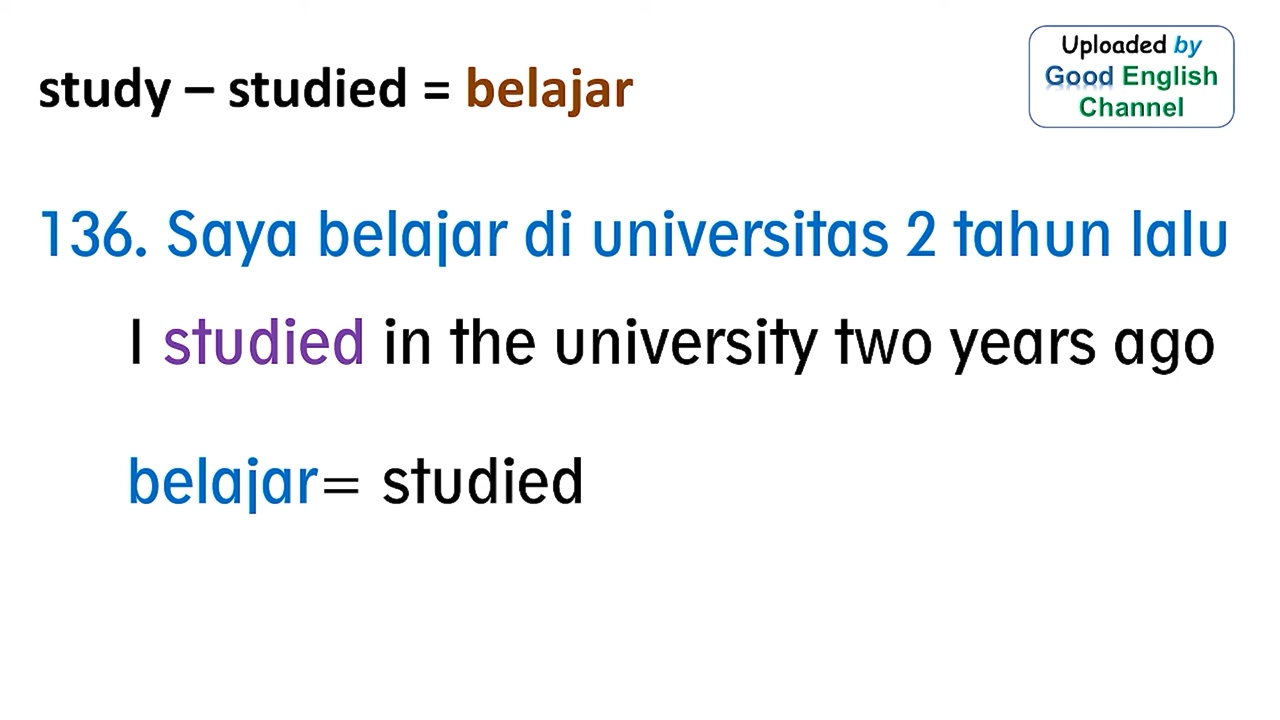 study – studied = belajar
Uploaded by
Good English
Channel
136. Saya belajar di universitas 2 tahun lalu
I studied in the university two years ago
belajar= studied